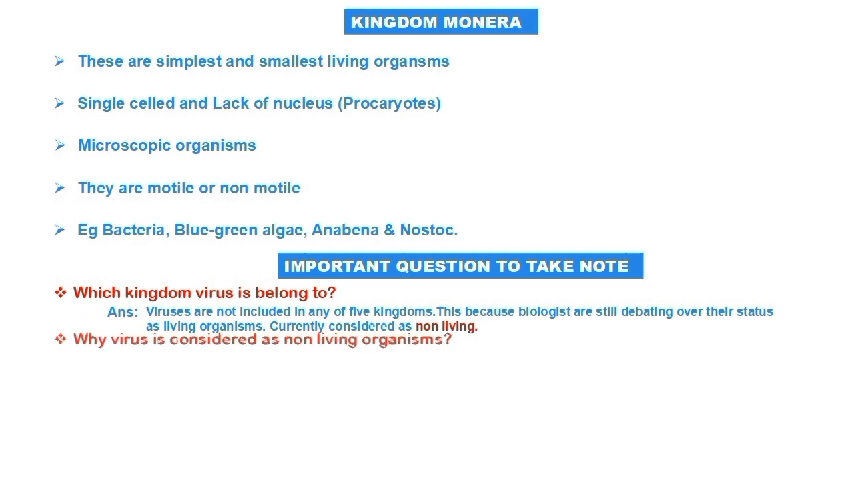 KINGDOM MONERA
➢ These are simplest and smallest living organsms
➢ Single celled and Lack of nucleus (Procaryotes)
➢ Microscopic organisms
➢ They are motile or non motile
➢ Eg Bacteria, Blue-green algae, Anabena & Nostoc.
IMPORTANT QUESTION TO TAKE NOTE
❖ Which kingdom virus is belong to?
Ans: Viruses are not included in any of five kingdoms.This because biologist are still debating over their status
as living organisms. Currently considered as non living.
❖ Why virus is considered as non living organisms?